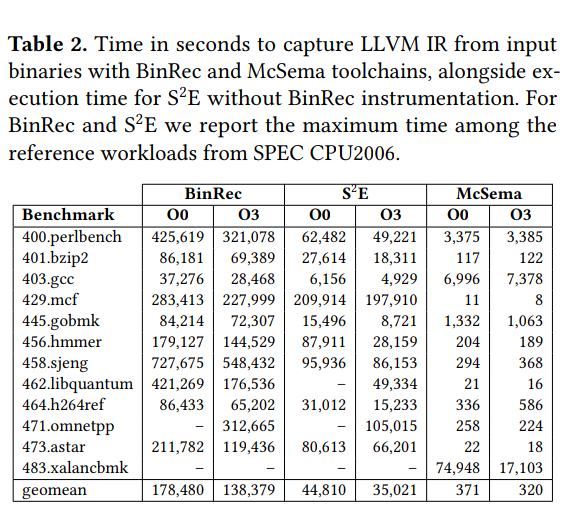 Table 2. Time in seconds to capture LLVM IR from input
binaries with BinRec and McSema toolchains, alongside ex-
ecution time for S²E without BinRec instrumentation. For
BinRec and S²E we report the maximum time among the
reference workloads from SPEC CPU2006.
BinRec S²E McSema
Benchmark O0 O3 O0 O3 O0 O3
400.perlbench 425,619 321,078 62,482 49,221 3,375 3,385
401.bzip2 86,181 69,389 27,614 18,311 117 122
403.gcc 37,276 28,468 6,156 4,929 6,996 7,378
429.mcf 283,413 227,999 209,914 197,910 11 8
445.gobmk 84,214 72,307 15,496 8,721 1,332 1,063
456.hmmer 179,127 144,529 87,911 28,159 204 189
458.sjeng 727,675 548,432 95,936 86,153 294 368
462.libquantum 421,269 176,536 – 49,334 21 16
464.h264ref 86,433 65,202 31,012 15,233 336 586
471.omnetpp – 312,665 – 105,015 258 224
473.astar 211,782 119,436 80,613 66,201 22 18
483.xalancbmk – – – – 74,948 17,103
geomean 178,480 138,379 44,810 35,021 371 320